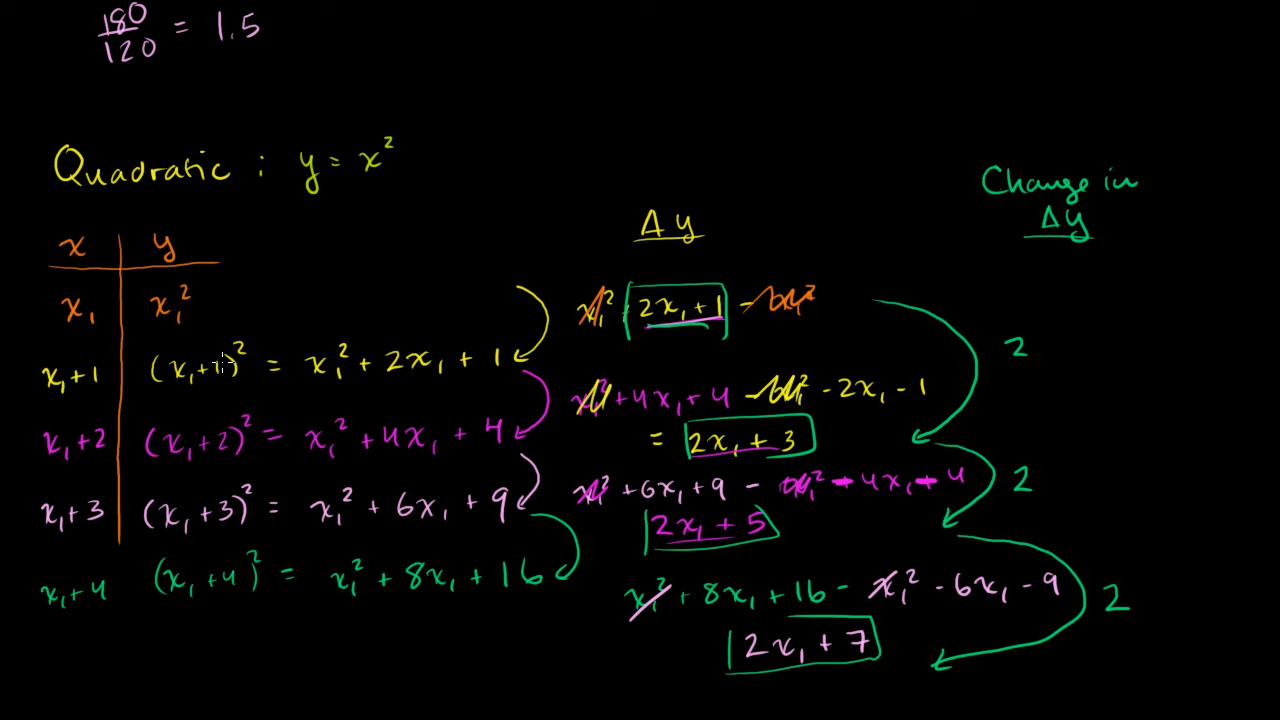 180/120 = 1.5
Quadratic : y = x²
Change in
Δy
Δy
x y
x₁ x₁²
x₁² + 2x₁ + 1 - x₁²
2
x₁+1 (x₁+1)² = x₁² + 2x₁ + 1
x₁² + 4x₁ + 4 - x₁² - 2x₁ - 1
x₁+2 (x₁+2)² = x₁² + 4x₁ + 4
= 2x₁ + 3
2
x₁+3 (x₁+3)² = x₁² + 6x₁ + 9
x₁² + 6x₁ + 9 - x₁² - 4x₁ - 4
2x₁ + 5
x₁+4 (x₁+4)² = x₁² + 8x₁ + 16
x₁² + 8x₁ + 16 - x₁² - 6x₁ - 9
2
2x₁ + 7